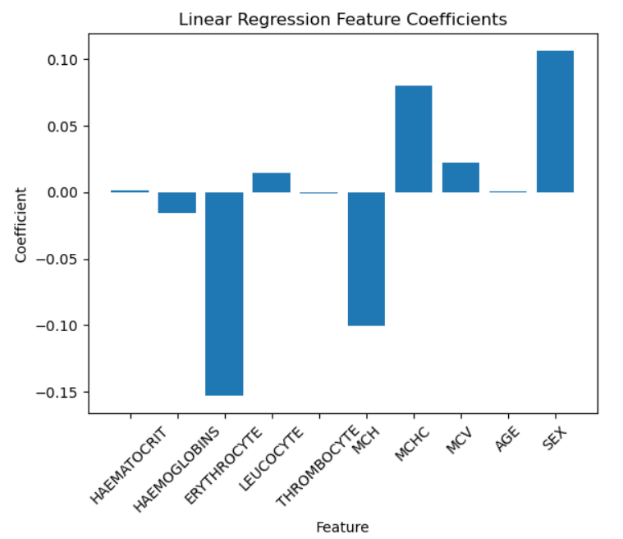 Linear Regression Feature Coefficients
0.10
0.05
0.00
−0.05
−0.10
−0.15
Coefficient
HAEMATOCRIT
HAEMOGLOBINS
ERYTHROCYTE
LEUCOCYTE
THROMBOCYTE
MCH
MCHC
MCV
AGE
SEX
Feature